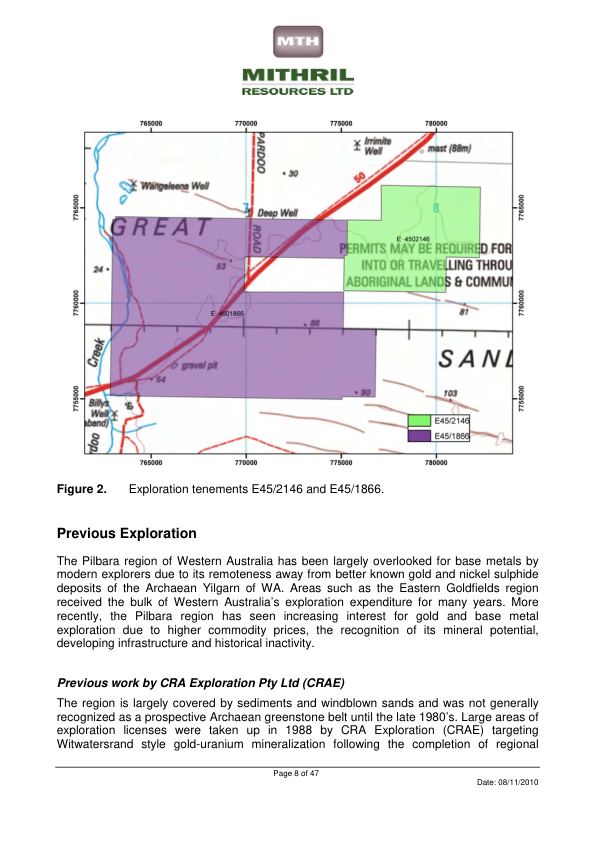 MTH
MITHRIL
RESOURCES LTD
765000 770000 775000 780000
PARDOO
ROAD
Irrimite
Well
mast (88m)
30
50
Wangaleena Well
7765000
7765000
Deep Well
7
8
GREAT
E 4502146
PERMITS MAY BE REQUIRED FOR
INTO OR TRAVELLING THROU
ABORIGINAL LANDS & COMMUN
24
53
7760000
7760000
E 4501866
81
86
Creek
SAND
gravel pit
54
7755000
7755000
90
103
Billys
Well
band)
50
rdoo
E45/2146
E45/1866
765000 770000 775000 780000
Figure 2. Exploration tenements E45/2146 and E45/1866.
Previous Exploration
The Pilbara region of Western Australia has been largely overlooked for base metals by
modern explorers due to its remoteness away from better known gold and nickel sulphide
deposits of the Archaean Yilgarn of WA. Areas such as the Eastern Goldfields region
received the bulk of Western Australia's exploration expenditure for many years. More
recently, the Pilbara region has seen increasing interest for gold and base metal
exploration due to higher commodity prices, the recognition of its mineral potential,
developing infrastructure and historical inactivity.
Previous work by CRA Exploration Pty Ltd (CRAE)
The region is largely covered by sediments and windblown sands and was not generally
recognized as a prospective Archaean greenstone belt until the late 1980's. Large areas of
exploration licenses were taken up in 1988 by CRA Exploration (CRAE) targeting
Witwatersrand style gold-uranium mineralization following the completion of regional
Page 8 of 47
Date: 08/11/2010